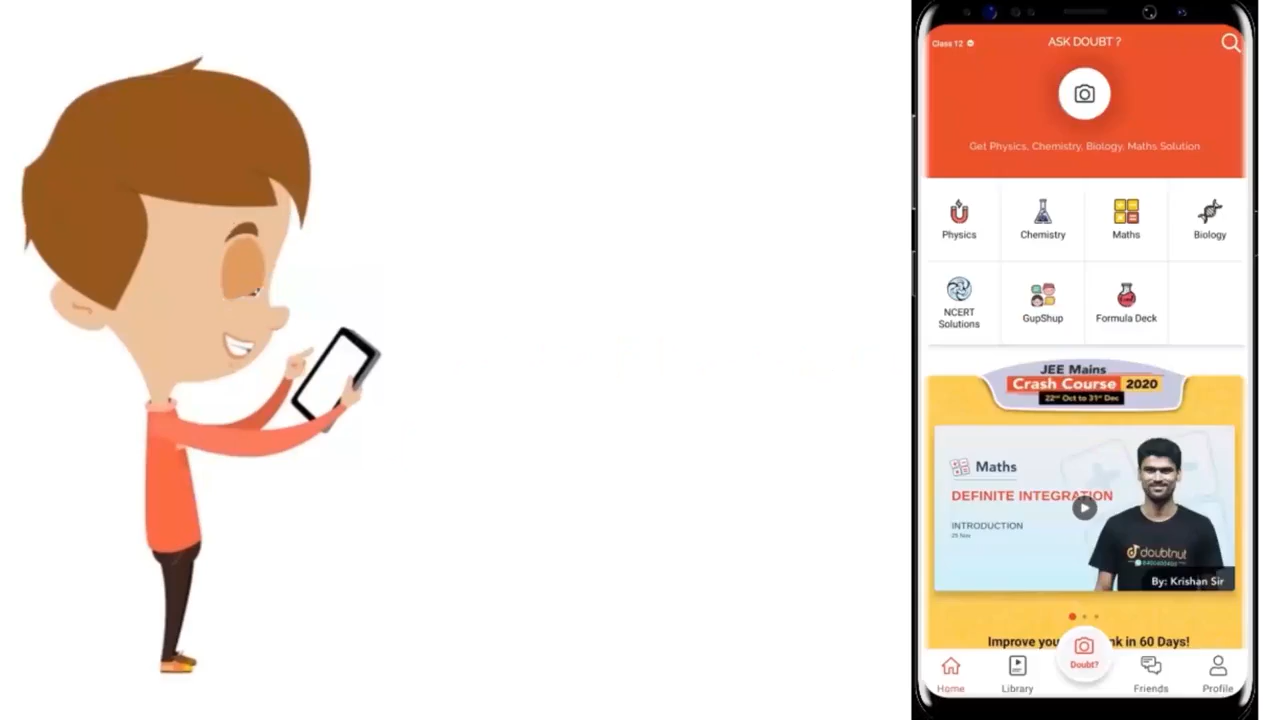 Class 12
ASK DOUBT ?
Get Physics, Chemistry, Biology, Maths Solution
Physics
Chemistry
Maths
Biology
NCERT
Solutions
GupShup
Formula Deck
JEE Mains
Crash Course 2020
22nd Oct to 31st Dec
Maths
DEFINITE INTEGRATION
INTRODUCTION
doubtnut
By: Krishan Sir
Improve you nk in 60 Days!
Doubt?
Home
Library
Friends
Profile